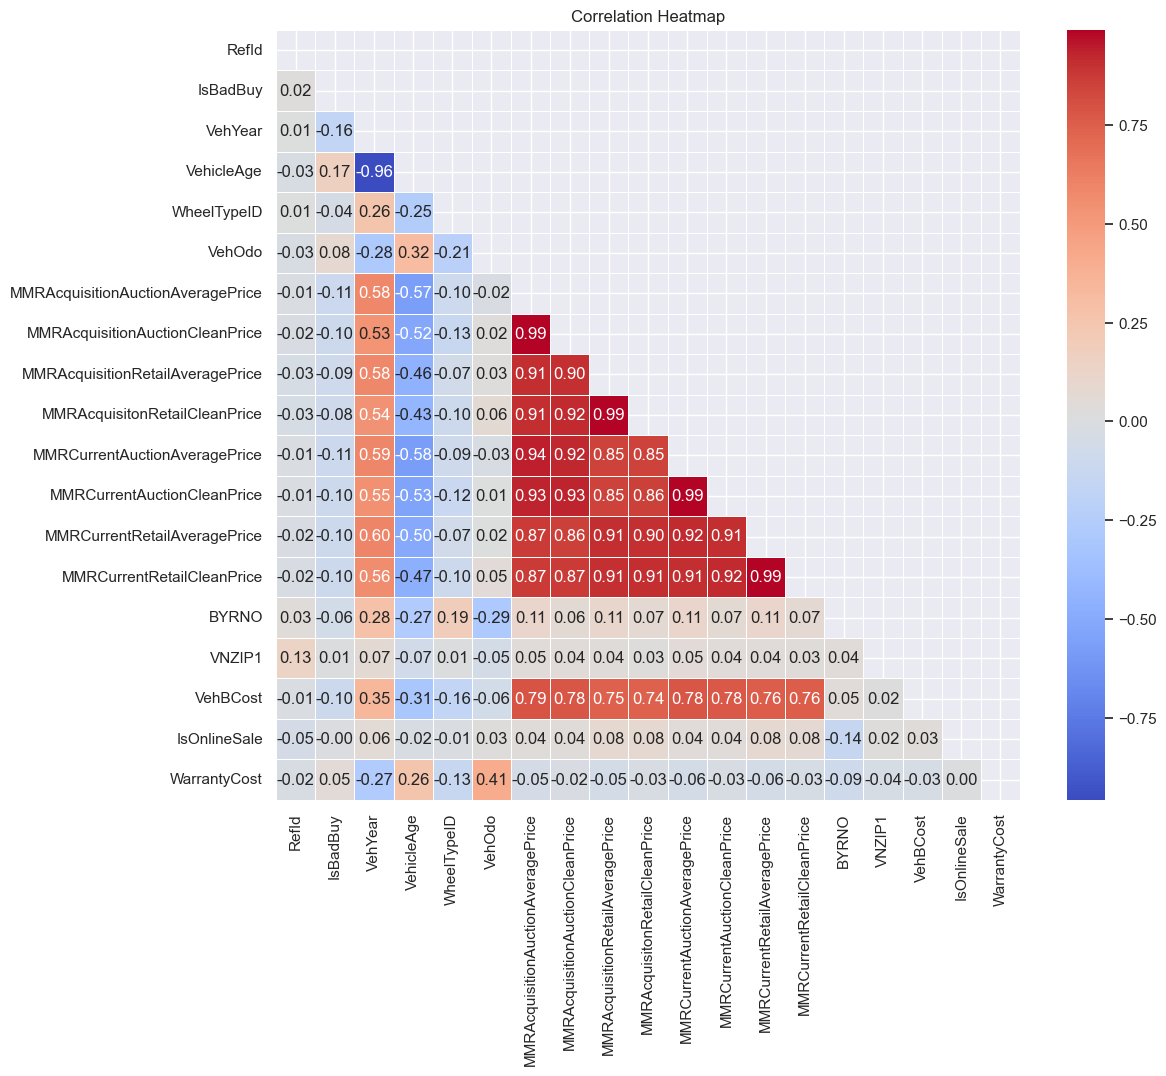 Correlation Heatmap
RefId
IsBadBuy 0.02
VehYear 0.01 -0.16
VehicleAge -0.03 0.17 -0.96
WheelTypeID 0.01 -0.04 0.26 -0.25
VehOdo -0.03 0.08 -0.28 0.32 -0.21
MMRAcquisitionAuctionAveragePrice -0.01 -0.11 0.58 -0.57 -0.10 -0.02
MMRAcquisitionAuctionCleanPrice -0.02 -0.10 0.53 -0.52 -0.13 0.02 0.99
MMRAcquisitionRetailAveragePrice -0.03 -0.09 0.58 -0.46 -0.07 0.03 0.91 0.90
MMRAcquisitonRetailCleanPrice -0.03 -0.08 0.54 -0.43 -0.10 0.06 0.91 0.92 0.99
MMRCurrentAuctionAveragePrice -0.01 -0.11 0.59 -0.58 -0.09 -0.03 0.94 0.92 0.85 0.85
MMRCurrentAuctionCleanPrice -0.01 -0.10 0.55 -0.53 -0.12 0.01 0.93 0.93 0.85 0.86 0.99
MMRCurrentRetailAveragePrice -0.02 -0.10 0.60 -0.50 -0.07 0.02 0.87 0.86 0.91 0.90 0.92 0.91
MMRCurrentRetailCleanPrice -0.02 -0.10 0.56 -0.47 -0.10 0.05 0.87 0.87 0.91 0.91 0.91 0.92 0.99
BYRNO 0.03 -0.06 0.28 -0.27 0.19 -0.29 0.11 0.06 0.11 0.07 0.11 0.07 0.11 0.07
VNZIP1 0.13 0.01 0.07 -0.07 0.01 -0.05 0.05 0.04 0.04 0.03 0.05 0.04 0.04 0.03 0.04
VehBCost -0.01 -0.10 0.35 -0.31 -0.16 -0.06 0.79 0.78 0.75 0.74 0.78 0.78 0.76 0.76 0.05 0.02
IsOnlineSale -0.05 -0.00 0.06 -0.02 -0.01 0.03 0.04 0.04 0.08 0.08 0.04 0.04 0.08 0.08 -0.14 0.02 0.03
WarrantyCost -0.02 0.05 -0.27 0.26 -0.13 0.41 -0.05 -0.02 -0.05 -0.03 -0.06 -0.03 -0.06 -0.03 -0.09 -0.04 -0.03 0.00
RefId
IsBadBuy
VehYear
VehicleAge
WheelTypeID
VehOdo
MMRAcquisitionAuctionAveragePrice
MMRAcquisitionAuctionCleanPrice
MMRAcquisitionRetailAveragePrice
MMRAcquisitonRetailCleanPrice
MMRCurrentAuctionAveragePrice
MMRCurrentAuctionCleanPrice
MMRCurrentRetailAveragePrice
MMRCurrentRetailCleanPrice
BYRNO
VNZIP1
VehBCost
IsOnlineSale
WarrantyCost
0.75
0.50
0.25
0.00
-0.25
-0.50
-0.75